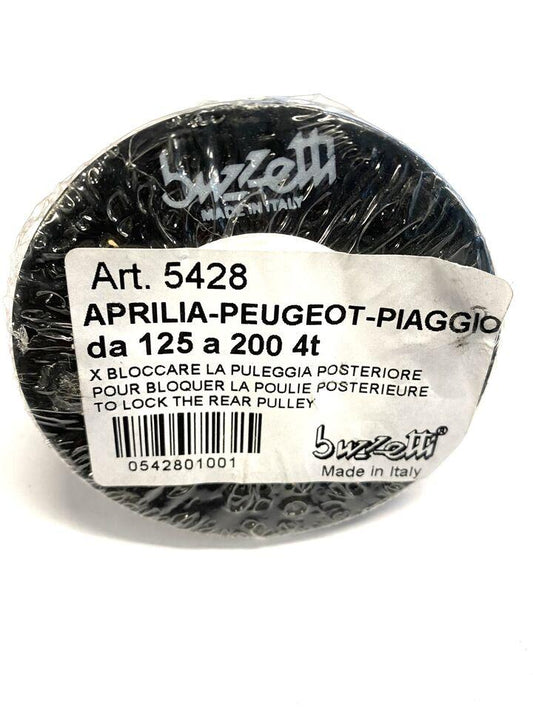 buzzetti
MADE IN ITALY
Art. 5428
APRILIA-PEUGEOT-PIAGGIO
da 125 a 200 4t
X BLOCCARE LA PULEGGIA POSTERIORE
POUR BLOQUER LA POULIE POSTERIEURE
TO LOCK THE REAR PULLEY
0542801001
buzzetti®
Made in Italy